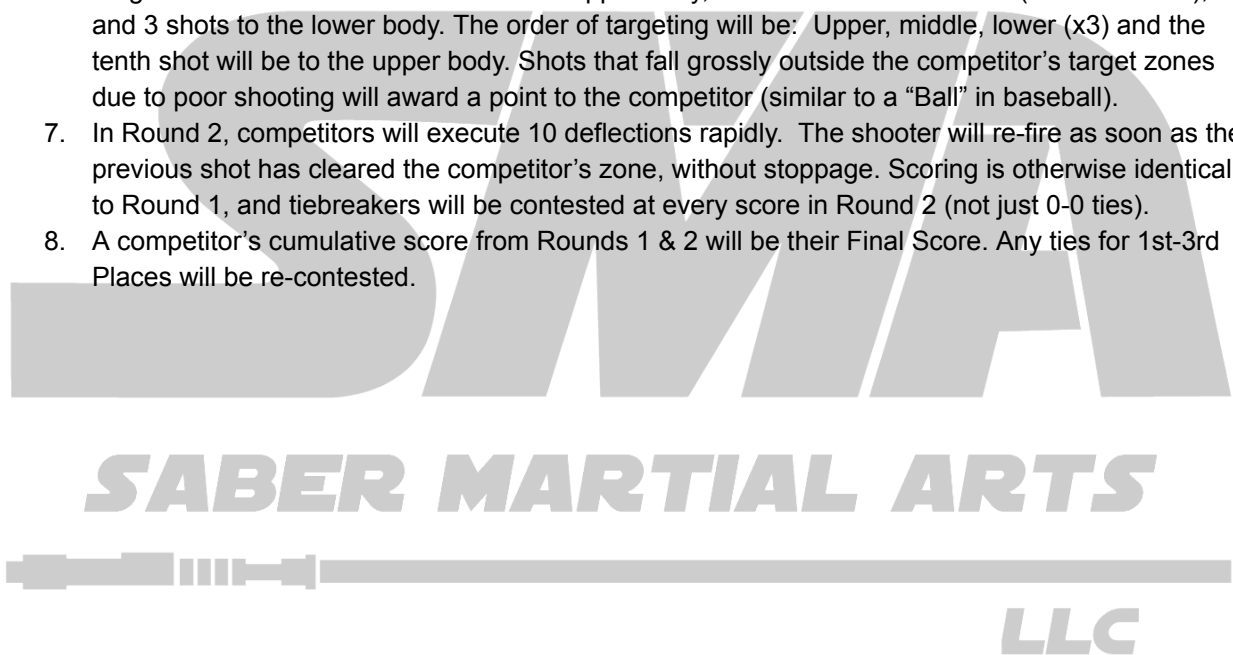 and 3 shots to the lower body. The order of targeting will be: Upper, middle, lower (x3) and the
tenth shot will be to the upper body. Shots that fall grossly outside the competitor's target zones
due to poor shooting will award a point to the competitor (similar to a “Ball” in baseball).
7. In Round 2, competitors will execute 10 deflections rapidly. The shooter will re-fire as soon as the
previous shot has cleared the competitor's zone, without stoppage. Scoring is otherwise identical
to Round 1, and tiebreakers will be contested at every score in Round 2 (not just 0-0 ties).
8. A competitor's cumulative score from Rounds 1 & 2 will be their Final Score. Any ties for 1st-3rd
Places will be re-contested.
SMA
SABER MARTIAL ARTS
LLC